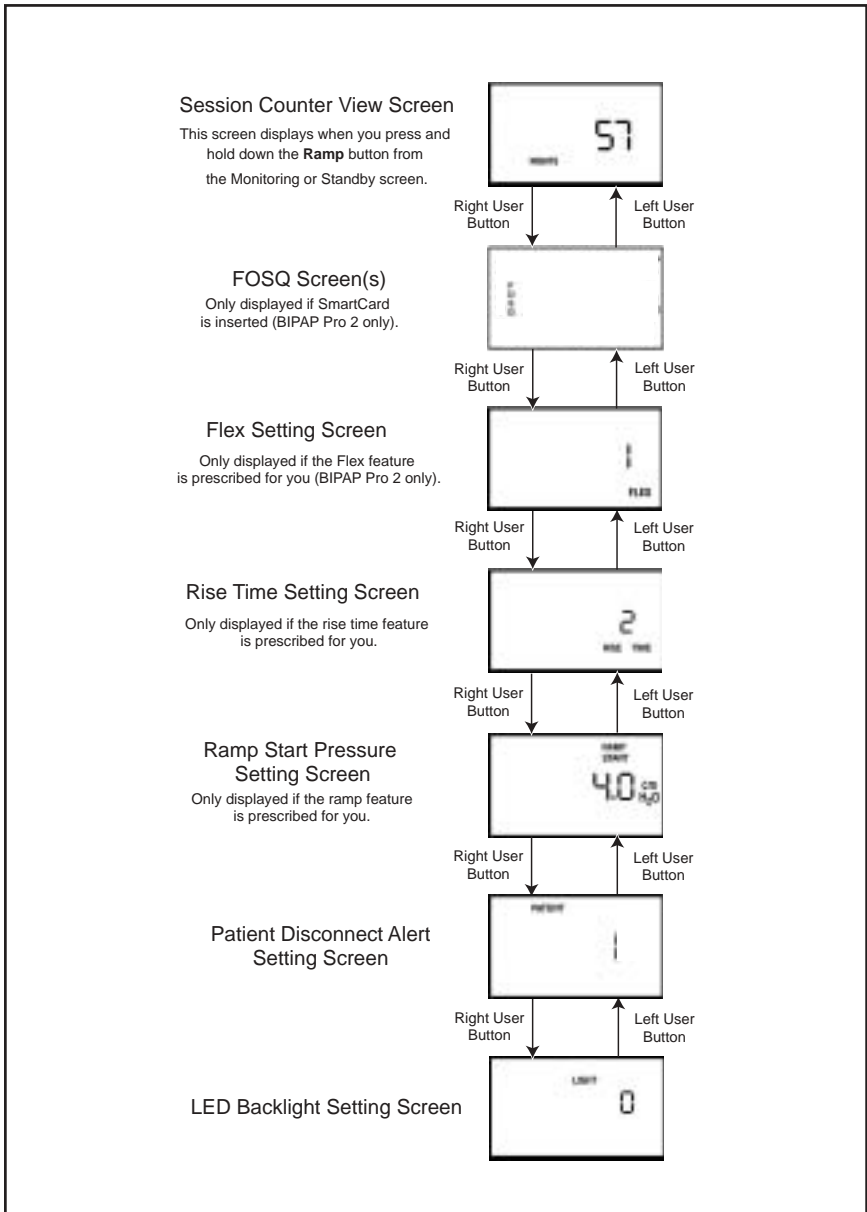 Session Counter View Screen
This screen displays when you press and
hold down the Ramp button from
the Monitoring or Standby screen.
57
NIGHTS
Right User
Button
Left User
Button
FOSQ Screen(s)
Only displayed if SmartCard
is inserted (BIPAP Pro 2 only).
Right User
Button
Left User
Button
Flex Setting Screen
Only displayed if the Flex feature
is prescribed for you (BIPAP Pro 2 only).
1
FLEX
Right User
Button
Left User
Button
Rise Time Setting Screen
Only displayed if the rise time feature
is prescribed for you.
2
RISE TIME
Right User
Button
Left User
Button
Ramp Start Pressure
Setting Screen
Only displayed if the ramp feature
is prescribed for you.
RAMP
START
4.0 cm
H2O
Right User
Button
Left User
Button
Patient Disconnect Alert
Setting Screen
PATIENT
1
Right User
Button
Left User
Button
LED Backlight Setting Screen
LIGHT
0